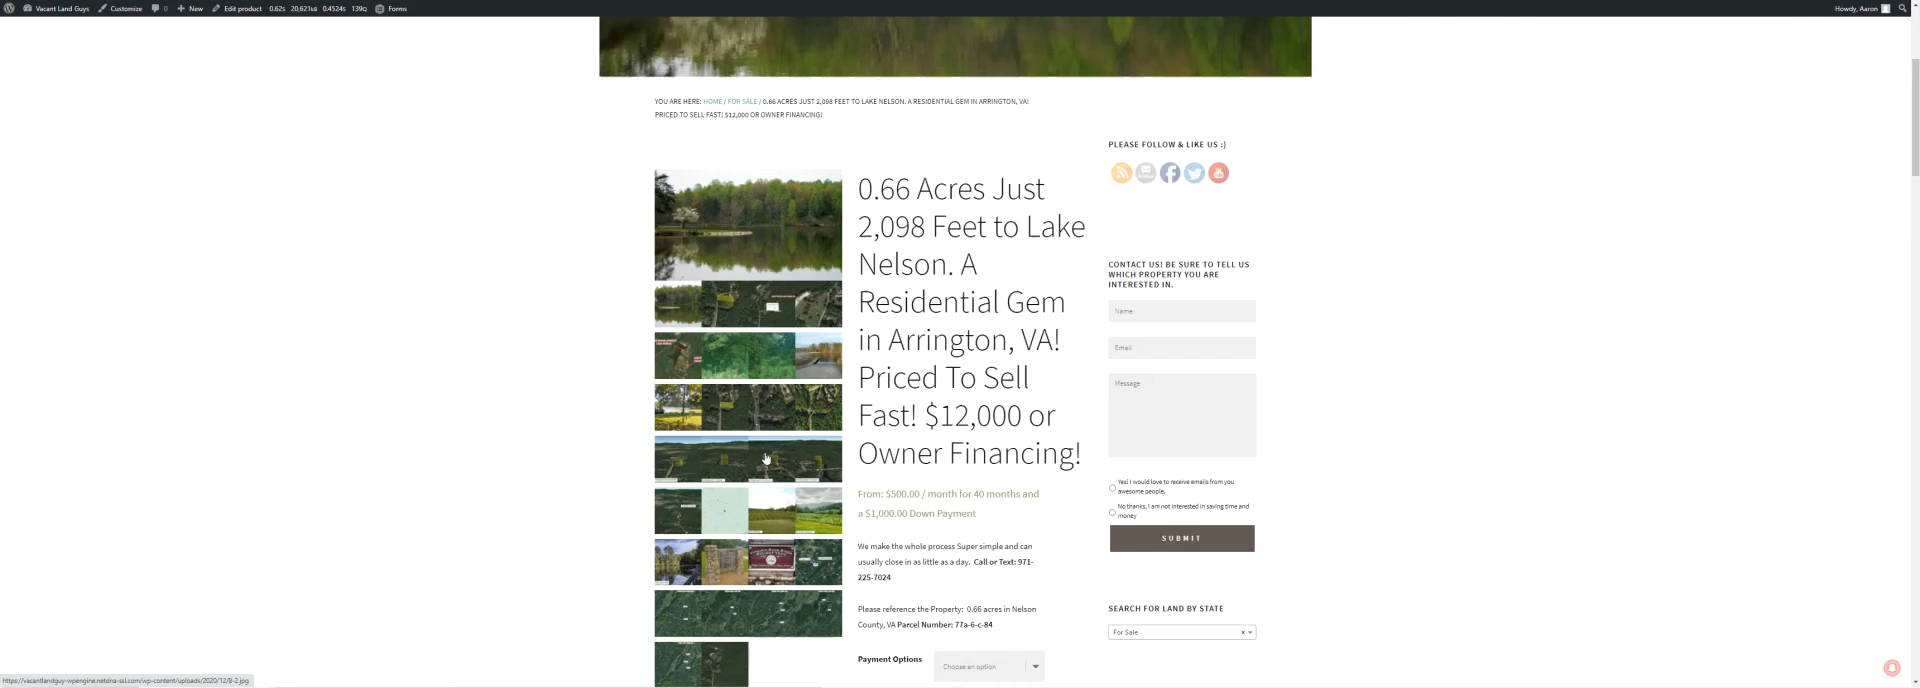 Vacant Land Guys Customize 0 New Edit product 0.62s 20,621kB 0.4524s 139Q Forms Howdy, Aaron
YOU ARE HERE: HOME / FOR SALE / 0.66 ACRES JUST 2,098 FEET TO LAKE NELSON. A RESIDENTIAL GEM IN ARRINGTON, VA!
PRICED TO SELL FAST! $12,000 OR OWNER FINANCING!
0.66 Acres Just
2,098 Feet to Lake
Nelson. A
Residential Gem
in Arrington, VA!
Priced To Sell
Fast! $12,000 or
Owner Financing!
From: $500.00 / month for 40 months and
a $1,000.00 Down Payment
We make the whole process Super simple and can
usually close in as little as a day. Call or Text: 971-
225-7024
Please reference the Property: 0.66 acres in Nelson
County, VA Parcel Number: 77a-6-c-84
Payment Options Choose an option
PLEASE FOLLOW & LIKE US :)
CONTACT US! BE SURE TO TELL US
WHICH PROPERTY YOU ARE
INTERESTED IN.
Name
Email
Message
Yes! I would love to receive emails from you
awesome people.
No thanks, I am not interested in saving time and
money
SUBMIT
SEARCH FOR LAND BY STATE
For Sale ×
https://vacantlandguy-wpengine.netdna-ssl.com/wp-content/uploads/2020/12/8-2.jpg